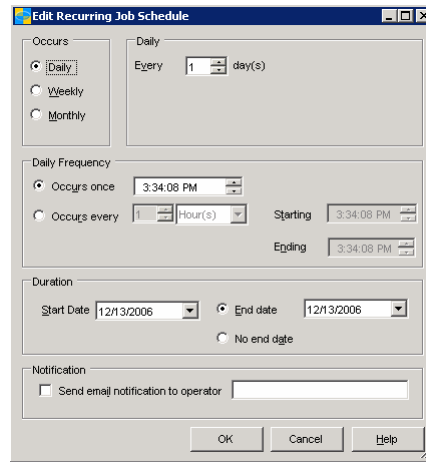 Edit Recurring Job Schedule
Occurs
Daily
Weekly
Monthly
Daily
Every 1 day(s)
Daily Frequency
Occurs once 3:34:08 PM
Occurs every 1 Hour(s) Starting 3:34:08 PM
Ending 3:34:08 PM
Duration
Start Date 12/13/2006 End date 12/13/2006
No end date
Notification
Send email notification to operator
OK Cancel Help